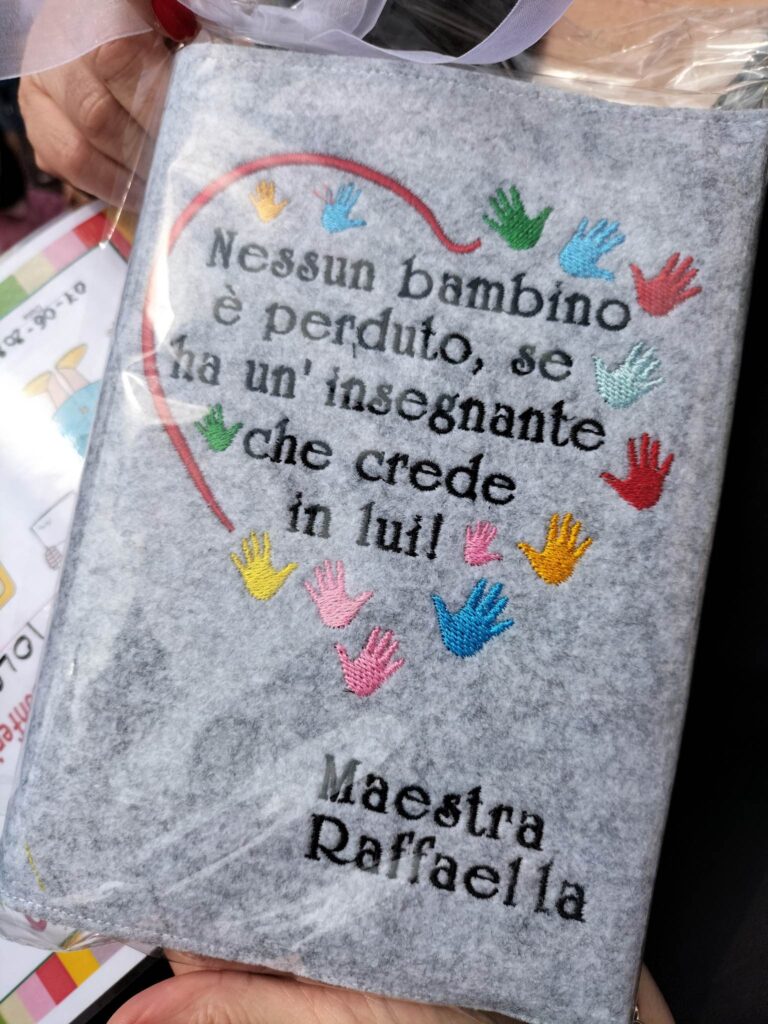 Nessun bambino
è perduto, se
ha un' insegnante
che crede
in lui!
Maestra
Raffaella